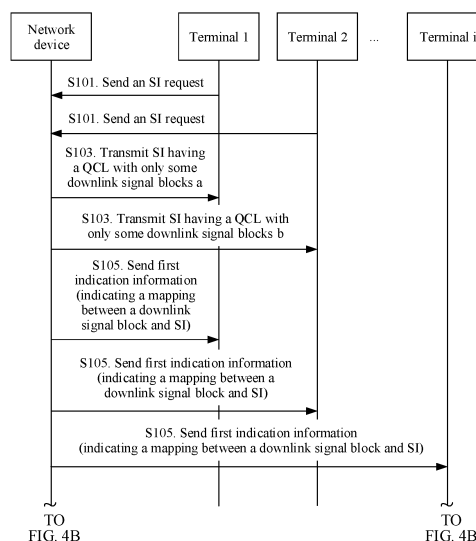 Network
device
Terminal 1
Terminal 2
...
Terminal i
S101. Send an SI request
S101. Send an SI request
S103. Transmit SI having
a QCL with only some
downlink signal blocks a
S103. Transmit SI having a QCL with
only some downlink signal blocks b
S105. Send first
indication information
(indicating a mapping
between a downlink
signal block and SI)
S105. Send first indication information
(indicating a mapping between a
downlink signal block and SI)
S105. Send first indication information
(indicating a mapping between a downlink signal block and SI)
TO
FIG. 4B
TO
FIG. 4B